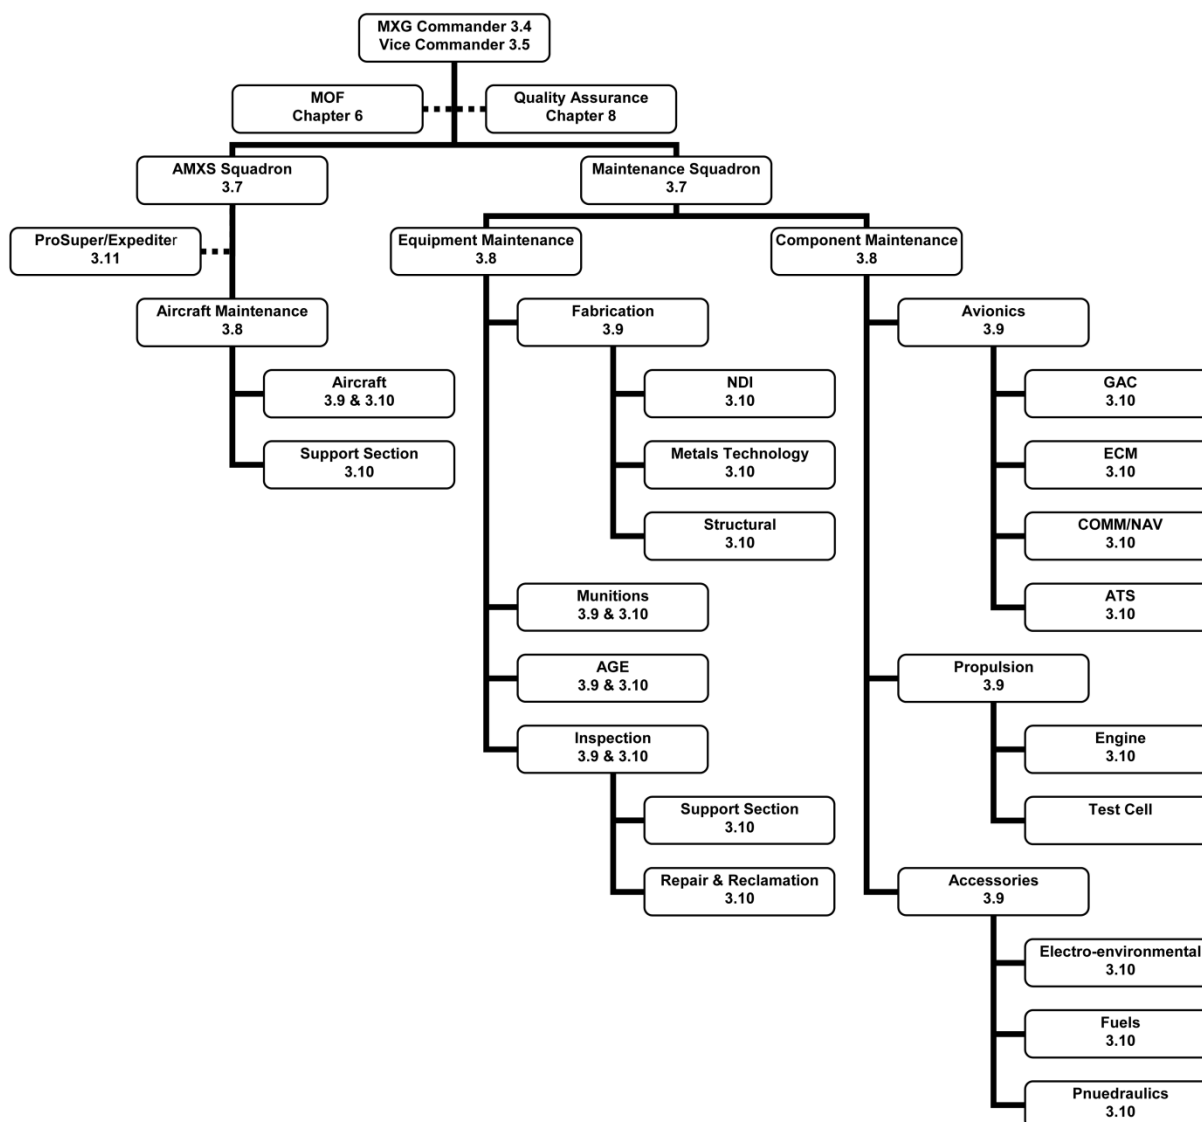 MXG Commander 3.4
Vice Commander 3.5
MOF
Chapter 6
Quality Assurance
Chapter 8
AMXS Squadron
3.7
Maintenance Squadron
3.7
ProSuper/Expediter
3.11
Equipment Maintenance
3.8
Component Maintenance
3.8
Aircraft Maintenance
3.8
Fabrication
3.9
Avionics
3.9
Aircraft
3.9 & 3.10
NDI
3.10
GAC
3.10
Support Section
3.10
Metals Technology
3.10
ECM
3.10
Structural
3.10
COMM/NAV
3.10
Munitions
3.9 & 3.10
ATS
3.10
AGE
3.9 & 3.10
Propulsion
3.9
Inspection
3.9 & 3.10
Engine
3.10
Support Section
3.10
Test Cell
Repair & Reclamation
3.10
Accessories
3.9
Electro-environmental
3.10
Fuels
3.10
Pnuedraulics
3.10